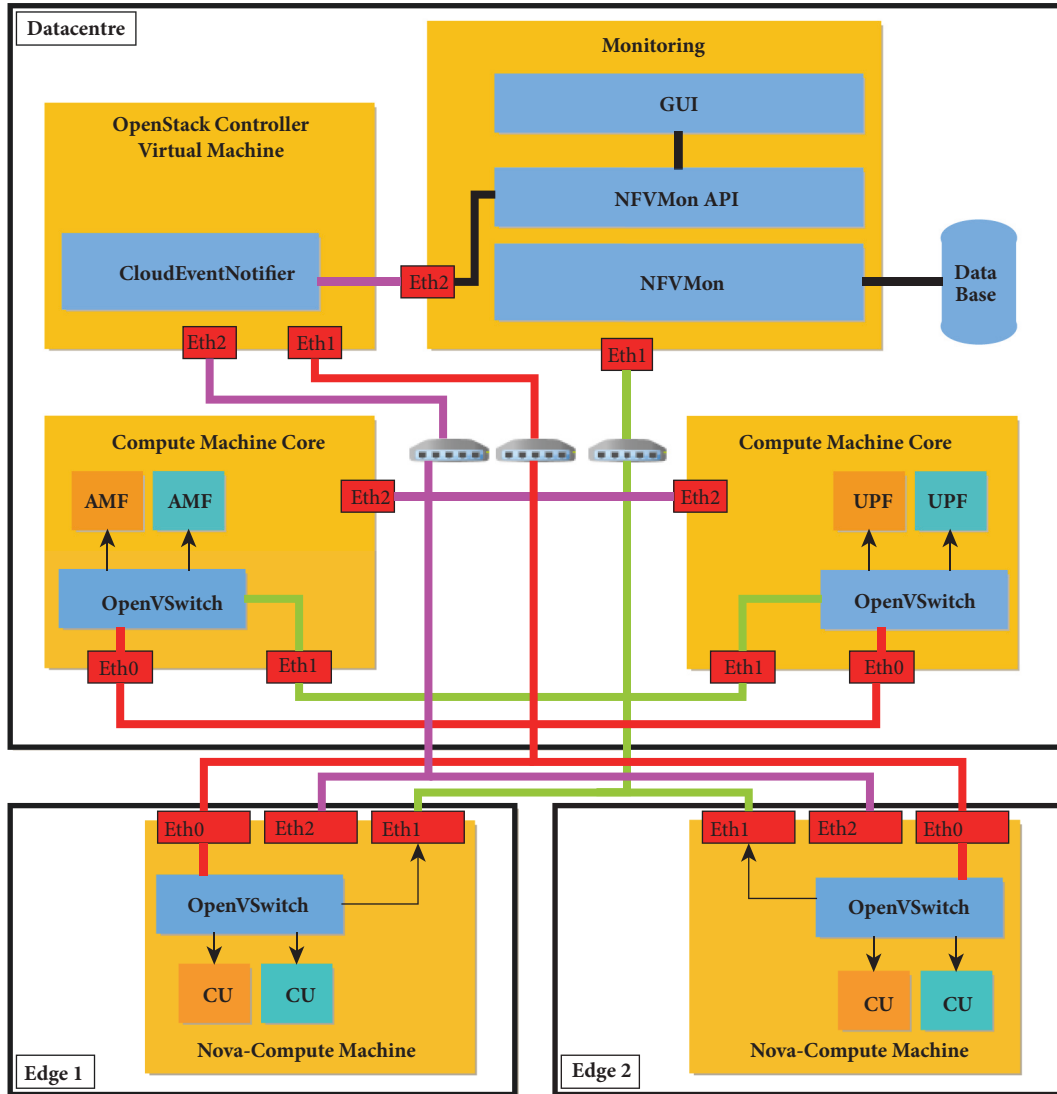 Datacentre
Monitoring
GUI
NFVMon API
NFVMon
Data
Base
OpenStack Controller
Virtual Machine
CloudEventNotifier
Eth2
Eth2
Eth1
Eth1
Compute Machine Core
AMF
AMF
OpenVSwitch
Eth2
Eth0
Eth1
Compute Machine Core
Eth2
UPF
UPF
OpenVSwitch
Eth1
Eth0
Eth0
Eth2
Eth1
OpenVSwitch
CU
CU
Nova-Compute Machine
Edge 1
Eth1
Eth2
Eth0
OpenVSwitch
CU
CU
Nova-Compute Machine
Edge 2